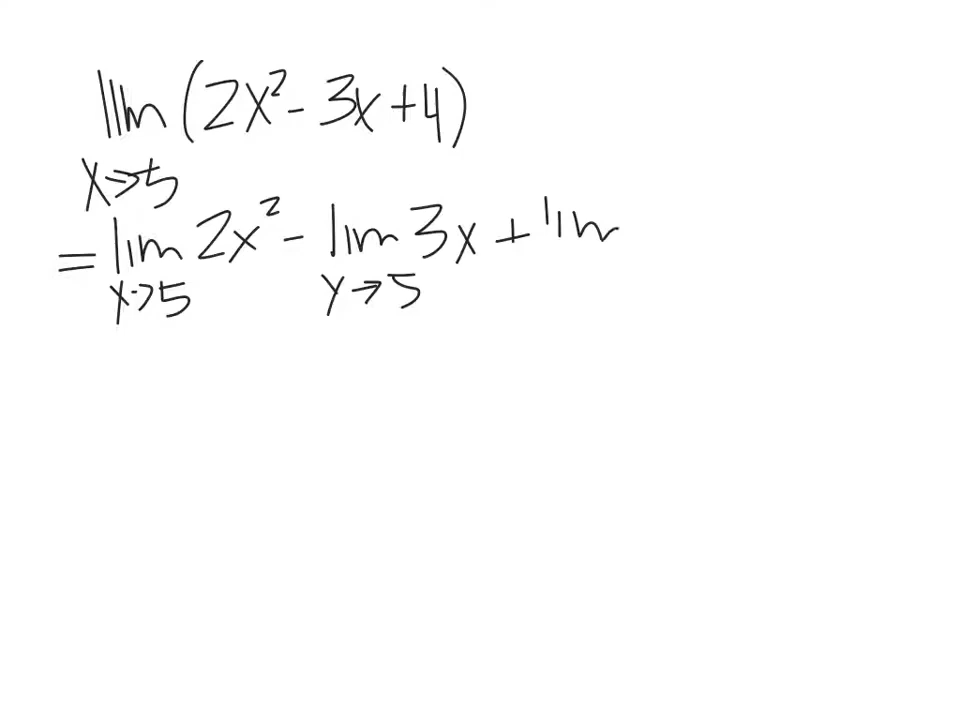 lim (2x² - 3x + 4)
x→5
= lim 2x² - lim 3x + lim
x→5 x→5